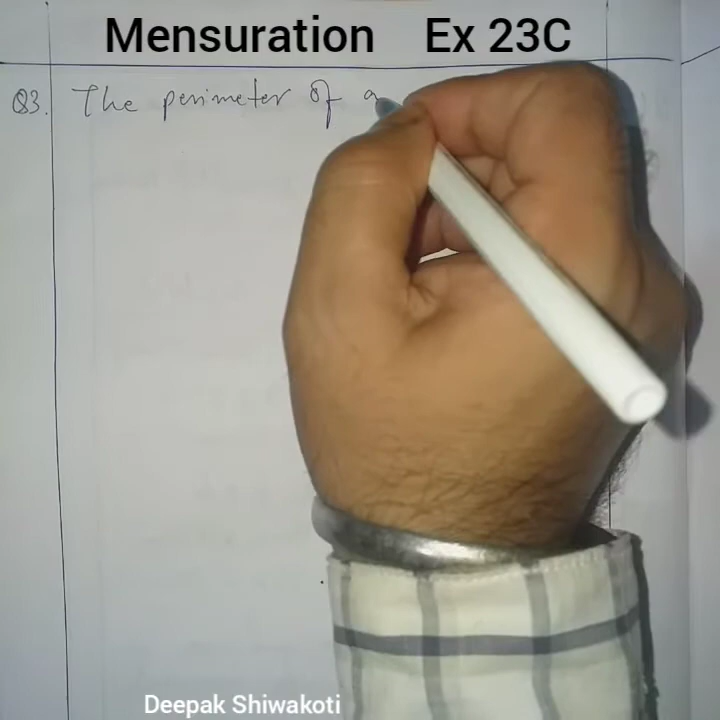 Mensuration Ex 23C
Q3. The perimeter of a
Deepak Shiwakoti